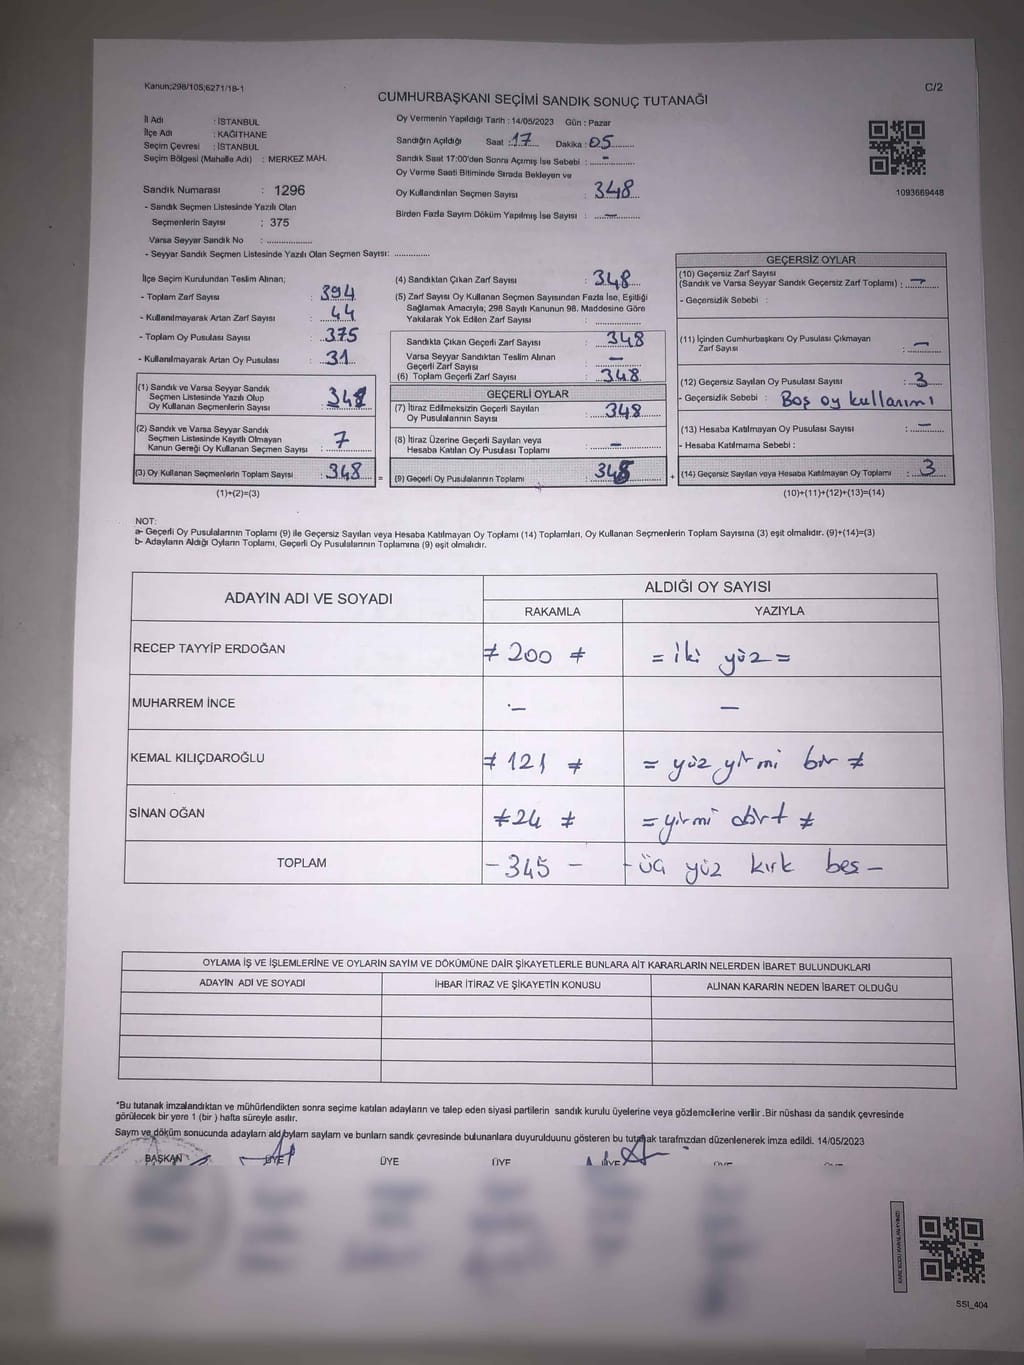 Kanun;298/105;6271/18-1
C/2
CUMHURBAŞKANI SEÇİMİ SANDIK SONUÇ TUTANAĞI
İl Adı : İSTANBUL
İlçe Adı : KAĞITHANE
Seçim Çevresi : İSTANBUL
Seçim Bölgesi (Mahalle Adı) : MERKEZ MAH.
Sandık Numarası : 1296
- Sandık Seçmen Listesinde Yazılı Olan
Seçmenlerin Sayısı : 375
Varsa Seyyar Sandık No : ..............
- Seyyar Sandık Seçmen Listesinde Yazılı Olan Seçmen Sayısı: ..............
Oy Vermenin Yapıldığı Tarih : 14/05/2023 Gün : Pazar
Sandığın Açıldığı Saat : 17 Dakika : 05
Sandık Saat 17:00'den Sonra Açımış İse Sebebi : -
Oy Verme Saati Bitiminde Sırada Bekleyen ve
Oy Kullandırılan Seçmen Sayısı : 348
Birden Fazla Sayım Döküm Yapılmış İse Sayısı : -
1093669448
İlçe Seçim Kurulundan Teslim Alınan;
- Toplam Zarf Sayısı : 394
- Kullanılmayarak Artan Zarf Sayısı : 44
- Toplam Oy Pusulası Sayısı : 375
- Kullanılmayarak Artan Oy Pusulası : 31
(1) Sandık ve Varsa Seyyar Sandık
Seçmen Listesinde Yazılı Olup
Oy Kullanan Seçmenlerin Sayısı :
(2) Sandık ve Varsa Seyyar Sandık
Seçmen Listesinde Kayıtlı Olmayan
Kanun Gereği Oy Kullanan Seçmen Sayısı : 7
(3) Oy Kullanan Seçmenlerin Toplam Sayısı : 348 =
(1)+(2)=(3)
(4) Sandıktan Çıkan Zarf Sayısı : 348
(5) Zarf Sayısı Oy Kullanan Seçmen Sayısından Fazla İse, Eşitliği
Sağlamak Amacıyla; 298 Sayılı Kanunun 98. Maddesine Göre
Yakılarak Yok Edilen Zarf Sayısı : ..............
Sandıkta Çıkan Geçerli Zarf Sayısı : 348
Varsa Seyyar Sandıktan Teslim Alınan
Geçerli Zarf Sayısı : -
(6) Toplam Geçerli Zarf Sayısı : 348
GEÇERLİ OYLAR
(7) İtiraz Edilmeksizin Geçerli Sayılan
Oy Pusulasının Sayısı : 348
(8) İtiraz Üzerine Geçerli Sayılan veya
Hesaba Katılan Oy Pusulası Toplamı : -
(9) Geçerli Oy Pusulalarının Toplamı : +
GEÇERSİZ OYLAR
(10) Geçersiz Zarf Sayısı
(Sandık ve Varsa Seyyar Sandık Geçersiz Zarf Toplamı) : -
- Geçersizlik Sebebi :
(11) İçinden Cumhurbaşkanı Oy Pusulası Çıkmayan
Zarf Sayısı : -
(12) Geçersiz Sayılan Oy Pusulası Sayısı : 3
- Geçersizlik Sebebi : Boş oy kullarımı
(13) Hesaba Katılmayan Oy Pusulası Sayısı : -
- Hesaba Katılmama Sebebi :
(14) Geçersiz Sayılan veya Hesaba Katılmayan Oy Toplamı : 3
(10)+(11)+(12)+(13)=(14)
NOT:
a- Geçerli Oy Pusulalarının Toplamı (9) ile Geçersiz Sayılan veya Hesaba Katılmayan Oy Toplamı (14) Toplamları, Oy Kullanan Seçmenlerin Toplam Sayısına (3) eşit olmalıdır. (9)+(14)=(3)
b- Adayların Aldığı Oyların Toplamı, Geçerli Oy Pusulalarının Toplamına (9) eşit olmalıdır.
ADAYIN ADI VE SOYADI
ALDIĞI OY SAYISI
RAKAMLA YAZIYLA
RECEP TAYYİP ERDOĞAN ≠ 200 ≠ = iki yüz =
MUHARREM İNCE - -
KEMAL KILIÇDAROĞLU ≠ 121 ≠ = yüz yirmi bir ≠
SİNAN OĞAN ≠ 24 ≠ = yirmi dört ≠
TOPLAM - 345 - - üç yüz kırk beş -
OYLAMA İŞ VE İŞLEMLERİNE VE OYLARIN SAYIM VE DÖKÜMÜNE DAİR ŞİKAYETLERLE BUNLARA AİT KARARLARIN NELERDEN İBARET BULUNDUKLARI
ADAYIN ADI VE SOYADI İHBAR İTİRAZ VE ŞİKAYETİN KONUSU ALINAN KARARIN NEDEN İBARET OLDUĞU
*Bu tutanak imzalandıktan ve mühürlendikten sonra seçime katılan adayların ve talep eden siyasi partilerin sandık kurulu üyelerine veya gözlemcilerine verilir .Bir nüshası da sandık çevresinde
görülecek bir yere 1 (bir ) hafta süreyle asılır.
Sayım ve döküm sonucunda adayların ald bylarn saylarn ve bunların sandk çevresinde bulunanlara duyurulduunu gösteren bu tutanak tarafmzdan düzenlenerek imza edildi. 14/05/2023
BAŞKAN ÜYE ÜYE ÜYE ÜYE
SSI_404